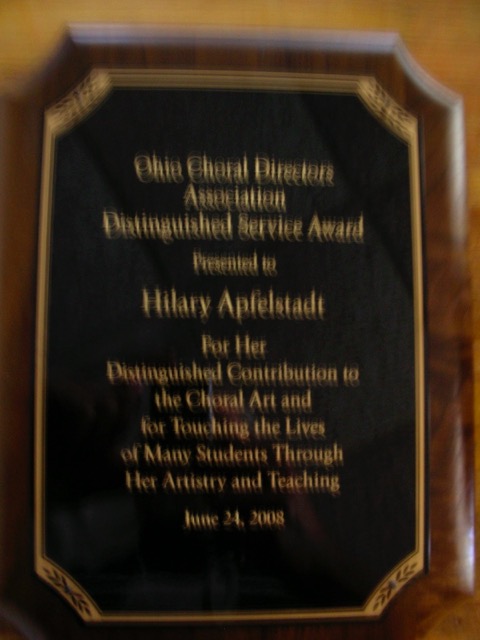 Ohio Choral Directors
Association
Distinguished Service Award
Presented to
Hilary Apfelstadt
For Her
Distinguished Contribution to
the Choral Art and
for Touching the Lives
of Many Students Through
Her Artistry and Teaching
June 24, 2008